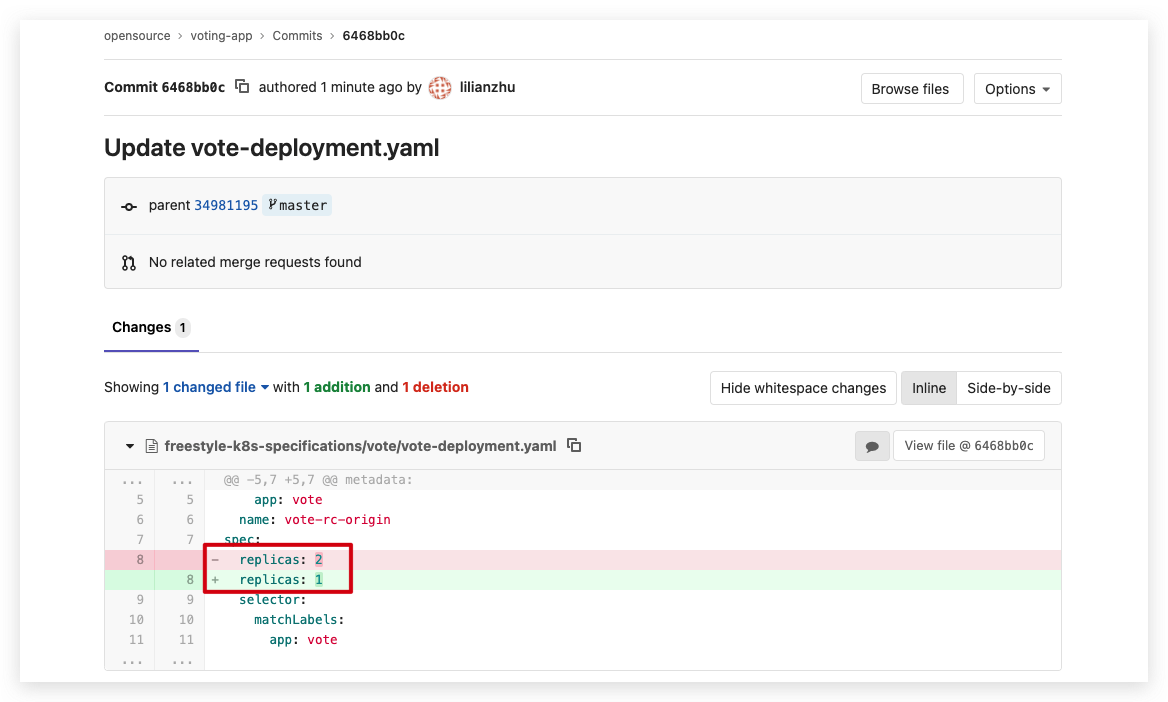 opensource › voting-app › Commits › 6468bb0c
Commit 6468bb0c authored 1 minute ago by lilianzhu Browse files Options
Update vote-deployment.yaml
parent 34981195 master
No related merge requests found
Changes 1
Showing 1 changed file with 1 addition and 1 deletion Hide whitespace changes Inline Side-by-side
freestyle-k8s-specifications/vote/vote-deployment.yaml View file @ 6468bb0c
... ... @@ -5,7 +5,7 @@ metadata:
5 5 app: vote
6 6 name: vote-rc-origin
7 7 spec:
8 - replicas: 2
8 + replicas: 1
9 9 selector:
10 10 matchLabels:
11 11 app: vote
... ...